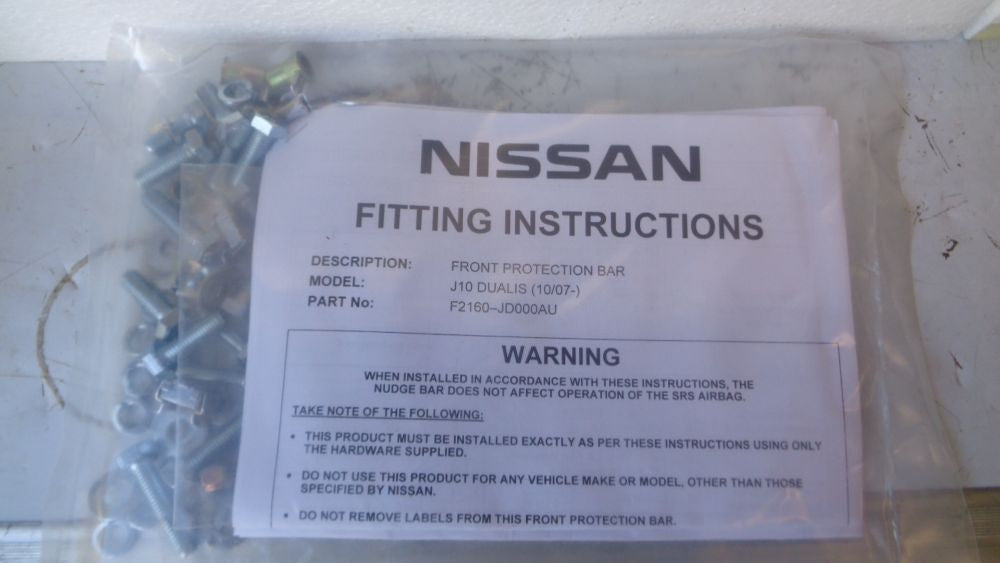 NISSAN
FITTING INSTRUCTIONS
DESCRIPTION: FRONT PROTECTION BAR
MODEL: J10 DUALIS (10/07-)
PART No: F2160–JD000AU
WARNING
WHEN INSTALLED IN ACCORDANCE WITH THESE INSTRUCTIONS, THE
NUDGE BAR DOES NOT AFFECT OPERATION OF THE SRS AIRBAG.
TAKE NOTE OF THE FOLLOWING:
• THIS PRODUCT MUST BE INSTALLED EXACTLY AS PER THESE INSTRUCTIONS USING ONLY
THE HARDWARE SUPPLIED.
• DO NOT USE THIS PRODUCT FOR ANY VEHICLE MAKE OR MODEL, OTHER THAN THOSE
SPECIFIED BY NISSAN.
• DO NOT REMOVE LABELS FROM THIS FRONT PROTECTION BAR.